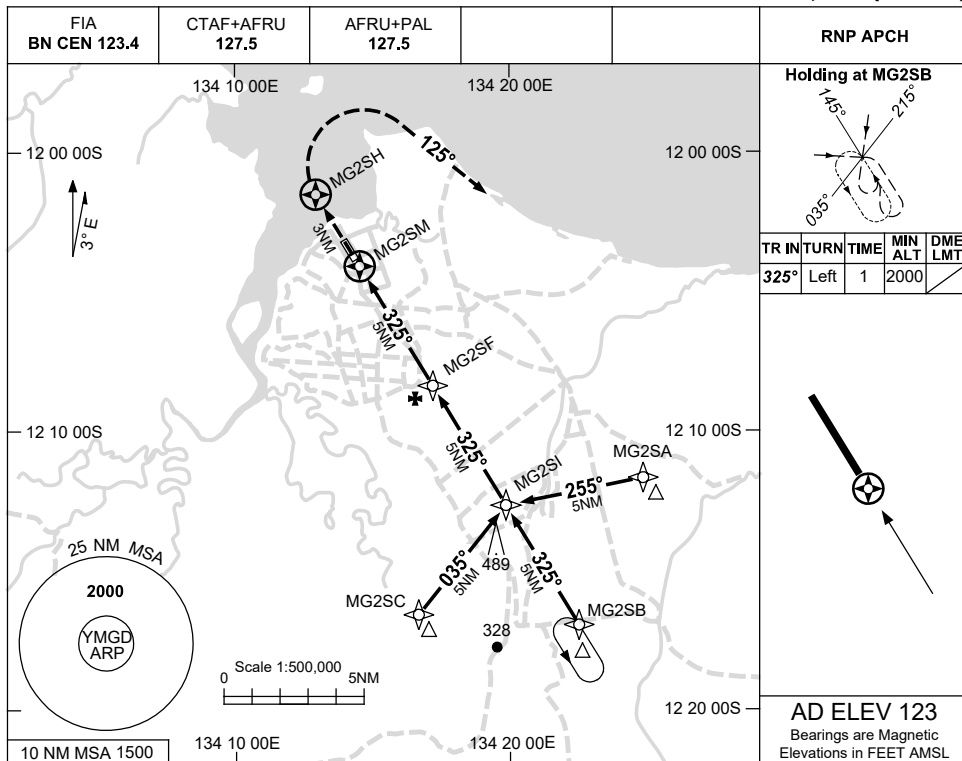 FIA
BN CEN 123.4
CTAF+AFRU
127.5
AFRU+PAL
127.5
RNP APCH
134 10 00E
134 20 00E
Holding at MG2SB
145°
215°
035°
TR IN TURN TIME MIN ALT DME LMT
325° Left 1 2000
12 00 00S
12 00 00S
3° E
MG2SH
125°
3NM
MG2SM
325°
5NM
MG2SF
12 10 00S
12 10 00S
325°
5NM
MG2SI
MG2SA
255°
5NM
489
035°
5NM
325°
5NM
MG2SC
MG2SB
328
25 NM MSA
2000
YMGD
ARP
Scale 1:500,000
0 5NM
12 20 00S
10 NM MSA 1500
134 10 00E
134 20 00E
AD ELEV 123
Bearings are Magnetic
Elevations in FEET AMSL